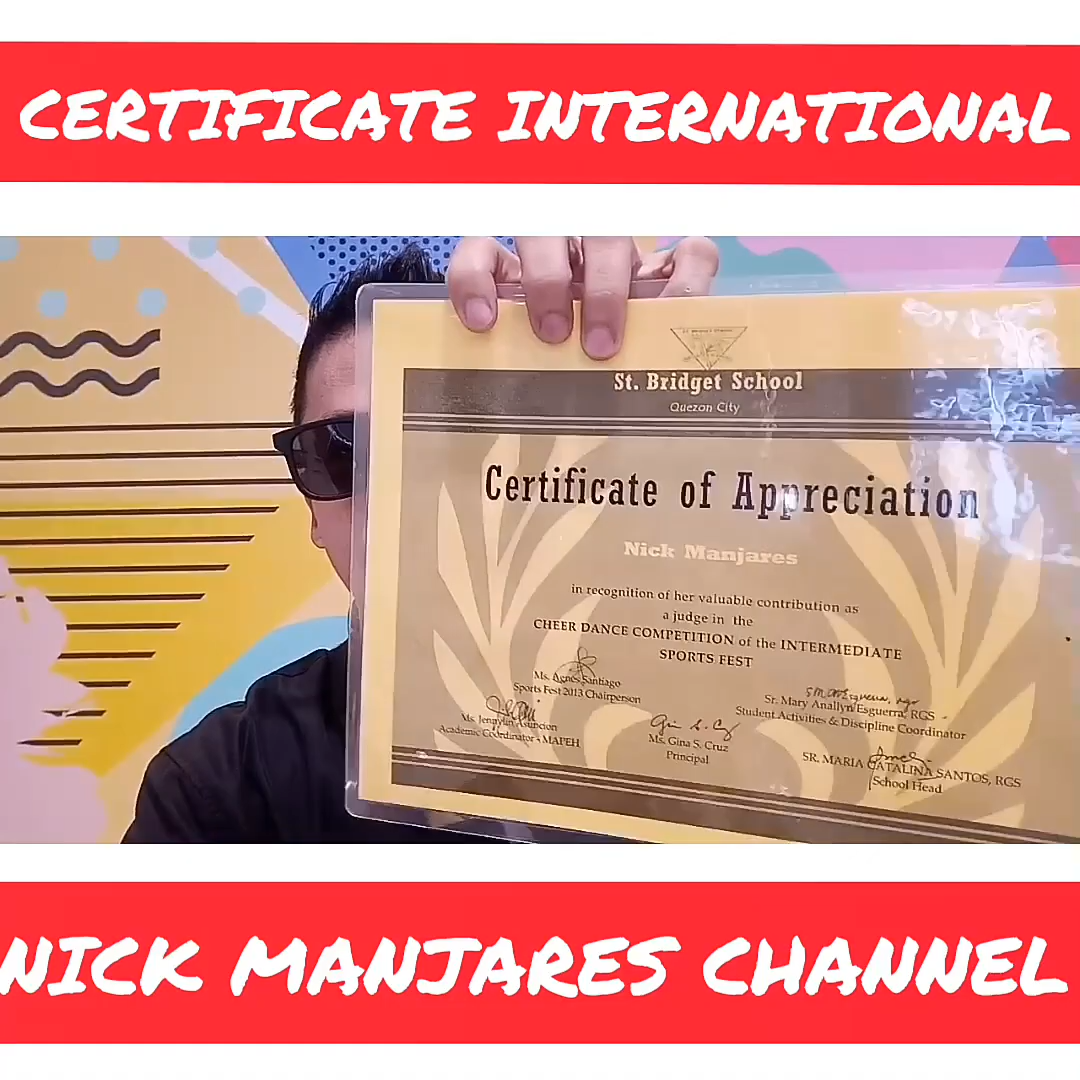 CERTIFICATE INTERNATIONAL
St. Bridget School
Quezon City
Certificate of Appreciation
Nick Manjares
in recognition of her valuable contribution as
a judge in the
CHEER DANCE COMPETITION of the INTERMEDIATE
SPORTS FEST
Ms. Agnes Santiago
Sports Fest 2013 Chairperson
Sr. Mary Anallyn Esguerra, RGS
Student Activities & Discipline Coordinator
Ms. Jennylin Asuncion
Academic Coordinator - MAPEH
Ms. Gina S. Cruz
Principal
SR. MARIA CATALINA SANTOS, RGS
School Head
NICK MANJARES CHANNEL